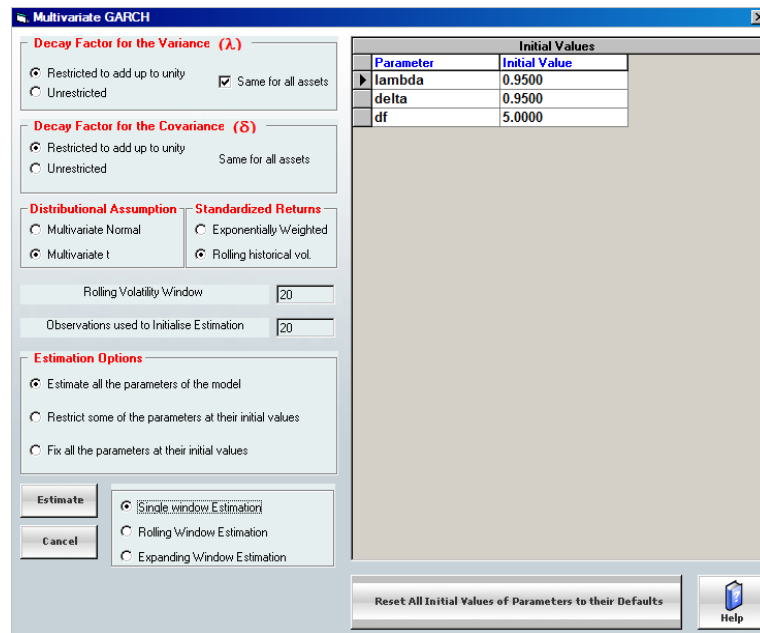 Multivariate GARCH
Decay Factor for the Variance (λ)
Restricted to add up to unity
Unrestricted
Same for all assets
Decay Factor for the Covariance (δ)
Restricted to add up to unity
Unrestricted
Same for all assets
Distributional Assumption
Multivariate Normal
Multivariate t
Standardized Returns
Exponentially Weighted
Rolling historical vol.
Rolling Volatility Window 20
Observations used to Initialise Estimation 20
Estimation Options
Estimate all the parameters of the model
Restrict some of the parameters at their initial values
Fix all the parameters at their initial values
Estimate
Cancel
Single window Estimation
Rolling Window Estimation
Expanding Window Estimation
Initial Values
Parameter Initial Value
lambda 0.9500
delta 0.9500
df 5.0000
Reset All Initial Values of Parameters to their Defaults
Help